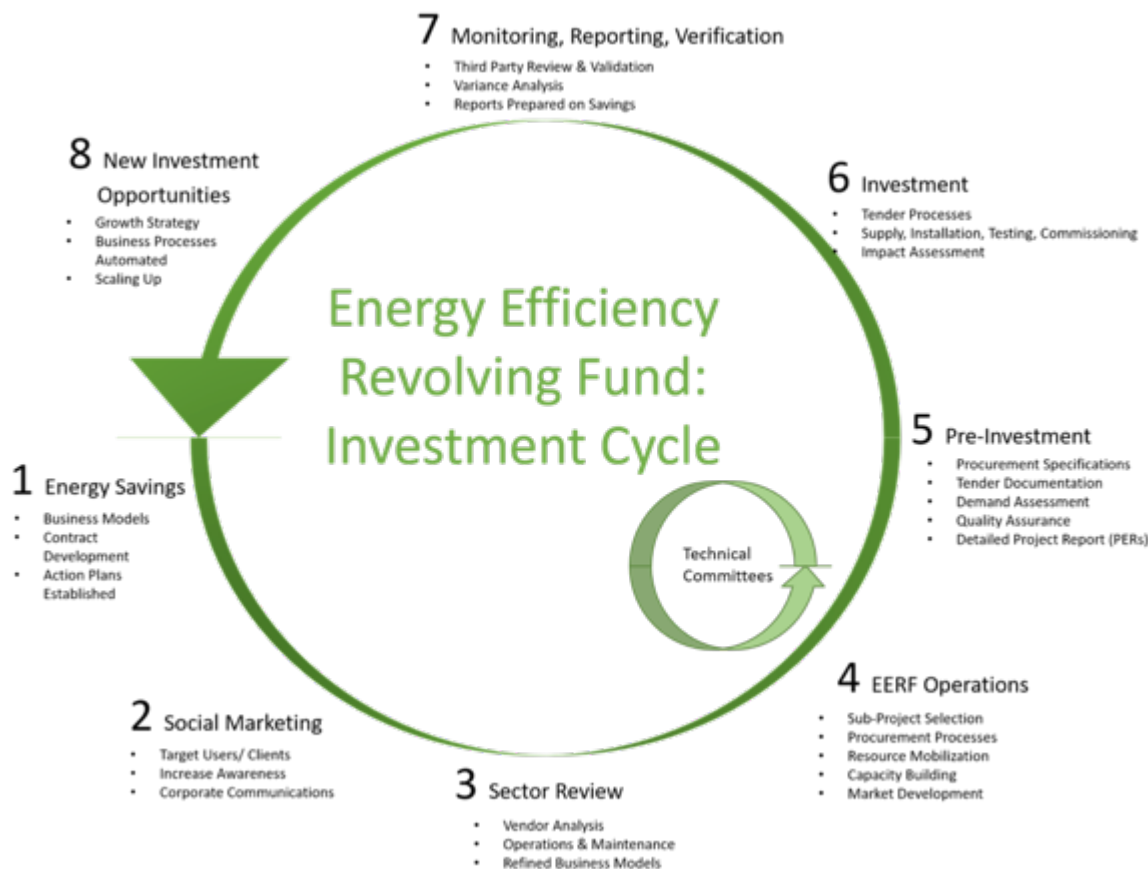 7 Monitoring, Reporting, Verification
• Third Party Review & Validation
• Variance Analysis
• Reports Prepared on Savings
8 New Investment
Opportunities
• Growth Strategy
• Business Processes
Automated
• Scaling Up
6 Investment
• Tender Processes
• Supply, Installation, Testing, Commissioning
• Impact Assessment
Energy Efficiency
Revolving Fund:
Investment Cycle
5 Pre-Investment
• Procurement Specifications
• Tender Documentation
• Demand Assessment
• Quality Assurance
• Detailed Project Report (PERs)
1 Energy Savings
• Business Models
• Contract
Development
• Action Plans
Established
Technical
Committees
4 EERF Operations
• Sub-Project Selection
• Procurement Processes
• Resource Mobilization
• Capacity Building
• Market Development
2 Social Marketing
• Target Users/ Clients
• Increase Awareness
• Corporate Communications
3 Sector Review
• Vendor Analysis
• Operations & Maintenance
• Refined Business Models